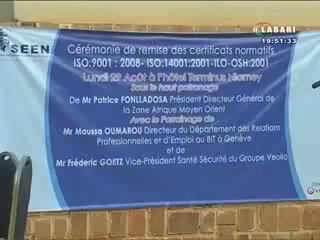 LABARI
19:51:33
SEEN
Cérémonie de remise des certificats normatifs
ISO:9001 : 2008- ISO:14001:2001-ILO-OSH:2001
Lundi 22 Août à l'hôtel Terminus Niamey
Sous le haut patronage
De Mr Patrice FONLLADOSA Président Directeur Général de
la Zone Afrique Moyen Orient
Avec le Parrainage de
Mr Moussa OUMAROU Directeur du Département des Relations
Professionnelles et d'Emploi au BIT à Genève
et de
Mr Fréderic GOETZ Vice-Président Santé Sécurité du Groupe Veolia